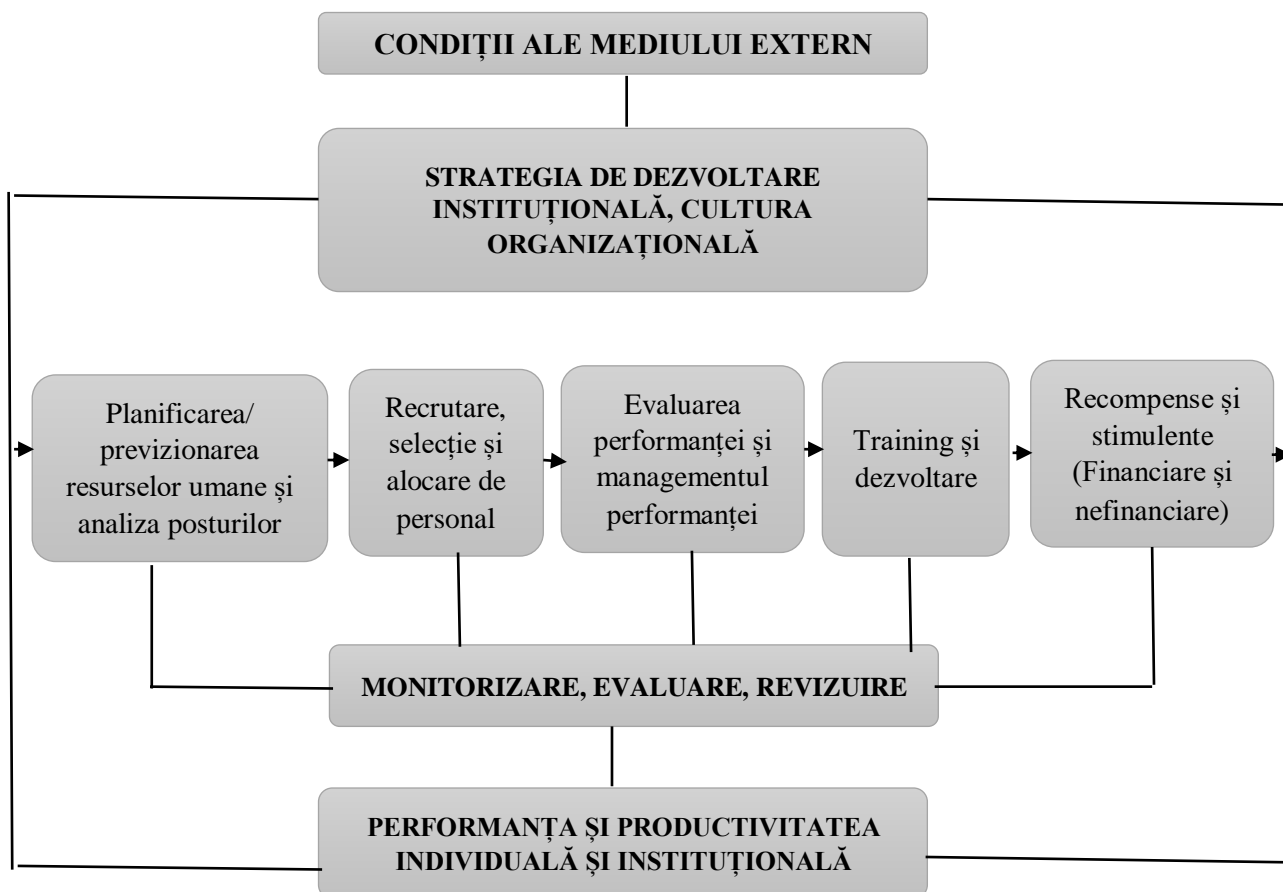 CONDIȚII ALE MEDIULUI EXTERN
STRATEGIA DE DEZVOLTARE
INSTITUȚIONALĂ, CULTURA
ORGANIZAȚIONALĂ
Planificarea/
previzionarea
resurselor umane și
analiza posturilor
Recrutare,
selecție și
alocare de
personal
Evaluarea
performanței și
managementul
performanței
Training și
dezvoltare
Recompense și
stimulente
(Financiare și
nefinanciare)
MONITORIZARE, EVALUARE, REVIZUIRE
PERFORMANȚA ȘI PRODUCTIVITATEA
INDIVIDUALĂ ȘI INSTITUȚIONALĂ